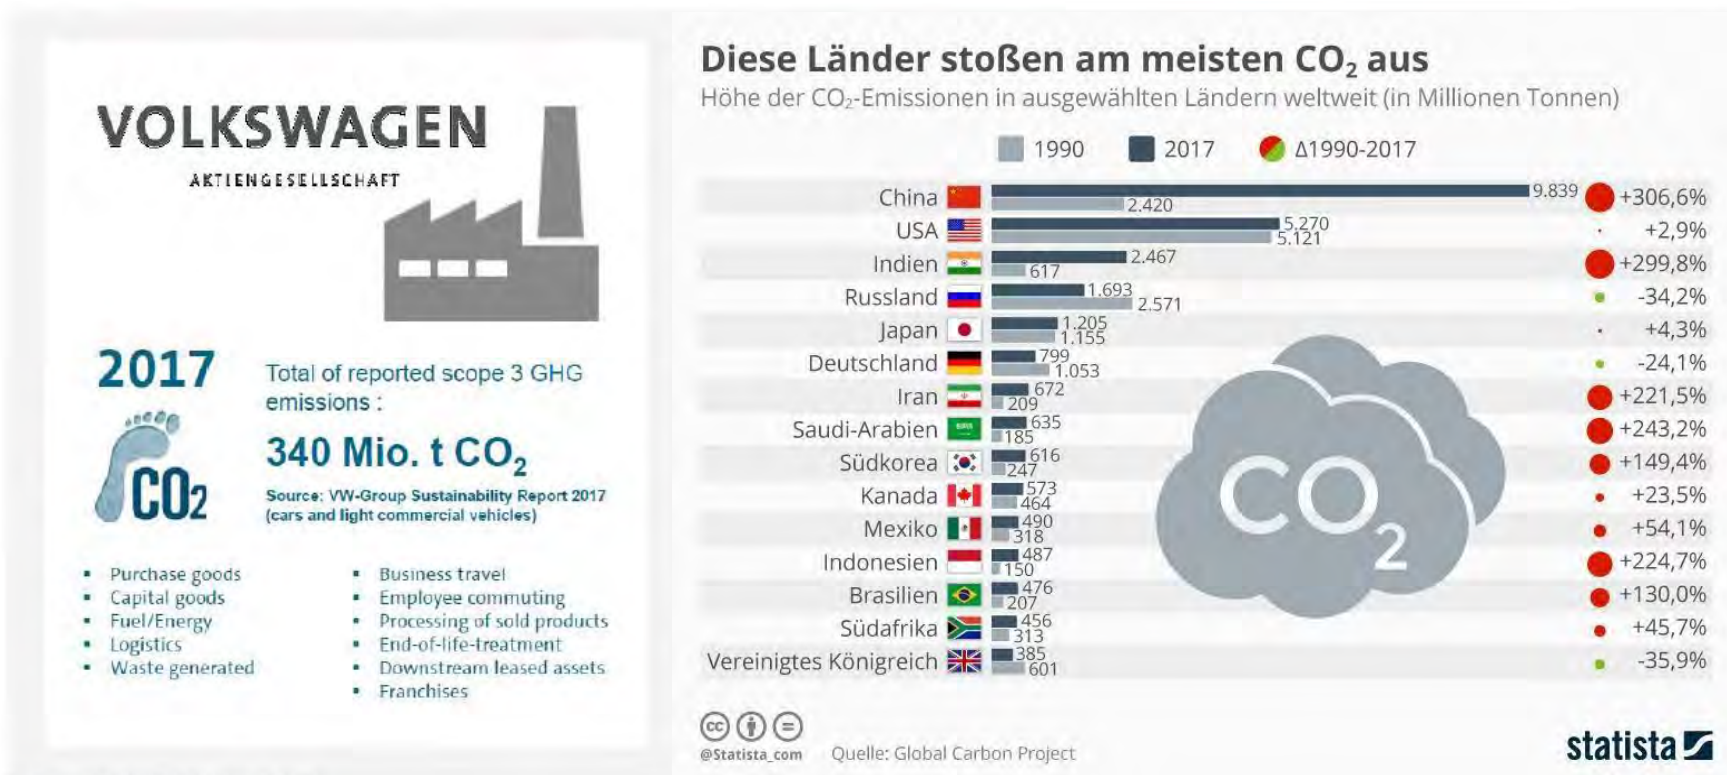 VOLKSWAGEN
AKTIENGESELLSCHAFT
2017
Total of reported scope 3 GHG
emissions :
340 Mio. t CO₂
Source: VW-Group Sustainability Report 2017
(cars and light commercial vehicles)
CO2
▪ Purchase goods
▪ Capital goods
▪ Fuel/Energy
▪ Logistics
▪ Waste generated
▪ Business travel
▪ Employee commuting
▪ Processing of sold products
▪ End-of-life-treatment
▪ Downstream leased assets
▪ Franchises
Diese Länder stoßen am meisten CO₂ aus
Höhe der CO₂-Emissionen in ausgewählten Ländern weltweit (in Millionen Tonnen)
1990 2017 Δ1990-2017
China 9.839 2.420 +306,6%
USA 5.270 5.121 +2,9%
Indien 2.467 617 +299,8%
Russland 1.693 2.571 -34,2%
Japan 1.205 1.155 +4,3%
Deutschland 799 1.053 -24,1%
Iran 672 209 +221,5%
Saudi-Arabien 635 185 +243,2%
Südkorea 616 247 +149,4%
Kanada 573 464 +23,5%
Mexiko 490 318 +54,1%
Indonesien 487 150 +224,7%
Brasilien 476 207 +130,0%
Südafrika 456 313 +45,7%
Vereinigtes Königreich 385 601 -35,9%
CO₂
cc
@Statista_com Quelle: Global Carbon Project
statista